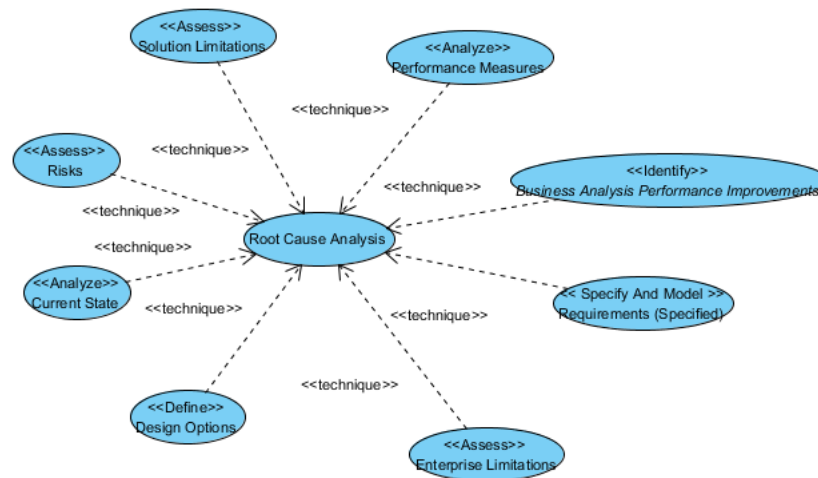 <<Assess>>
Solution Limitations
<<Analyze>>
Performance Measures
<<technique>>
<<Assess>>
Risks
<<technique>>
<<technique>>
<<Identify>>
Business Analysis Performance Improvements
<<technique>>
Root Cause Analysis
<<technique>>
<<Analyze>>
Current State
<<technique>>
<<technique>>
<< Specify And Model >>
Requirements (Specified)
<<technique>>
<<Define>>
Design Options
<<Assess>>
Enterprise Limitations